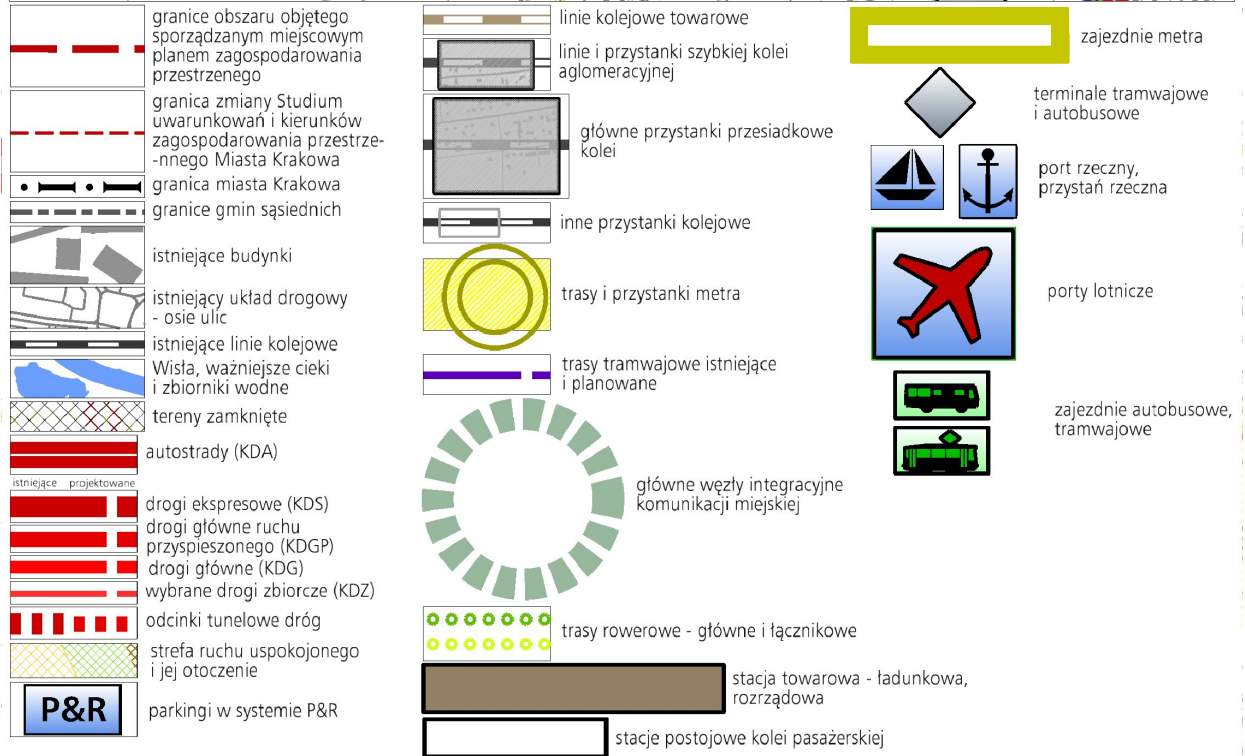 granice obszaru objętego
sporządzanym miejscowym
planem zagospodarowania
przestrzenego
granica zmiany Studium
uwarunkowań i kierunków
zagospodarowania przestrze-
-nnego Miasta Krakowa
granica miasta Krakowa
granice gmin sąsiednich
istniejące budynki
istniejący układ drogowy
- osie ulic
istniejące linie kolejowe
Wisła, ważniejsze cieki
i zbiorniki wodne
tereny zamknięte
autostrady (KDA)
istniejące projektowane
drogi ekspresowe (KDS)
drogi główne ruchu
przyspieszonego (KDGP)
drogi główne (KDG)
wybrane drogi zbiorcze (KDZ)
odcinki tunelowe dróg
strefa ruchu uspokojonego
i jej otoczenie
P&R
parkingi w systemie P&R
linie kolejowe towarowe
linie i przystanki szybkiej kolei
aglomeracyjnej
główne przystanki przesiadkowe
kolei
inne przystanki kolejowe
trasy i przystanki metra
trasy tramwajowe istniejące
i planowane
główne węzły integracyjne
komunikacji miejskiej
trasy rowerowe - główne i łącznikowe
stacja towarowa - ładunkowa,
rozrządowa
stacje postojowe kolei pasażerskiej
zajezdnie metra
terminale tramwajowe
i autobusowe
port rzeczny,
przystań rzeczna
porty lotnicze
zajezdnie autobusowe,
tramwajowe